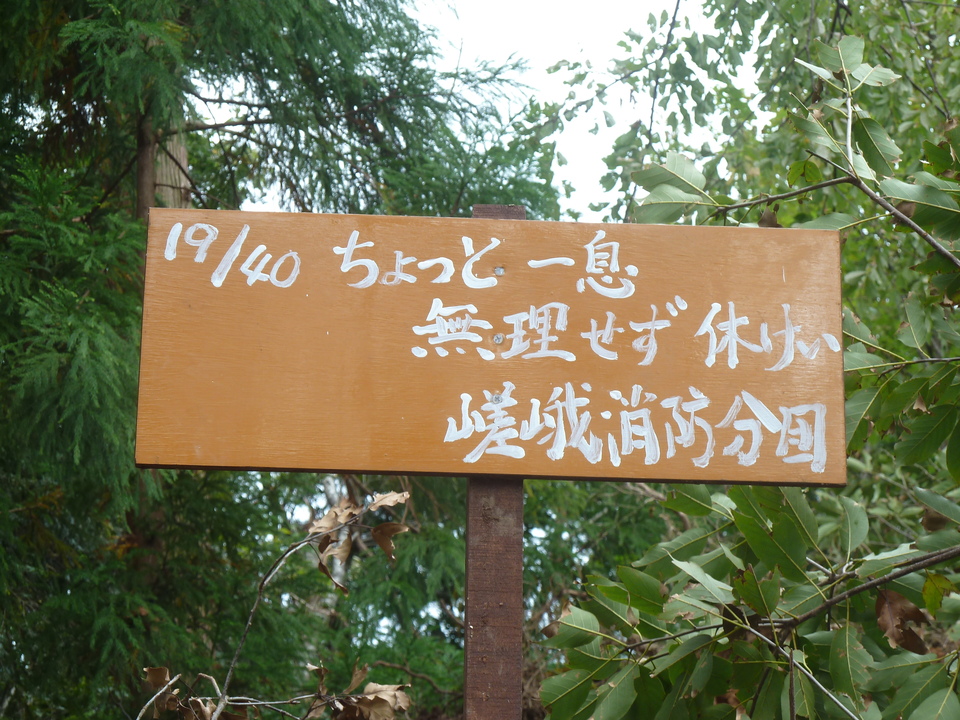 19/40 ちょっと一息
無理せず休けい
嵯峨消防分団